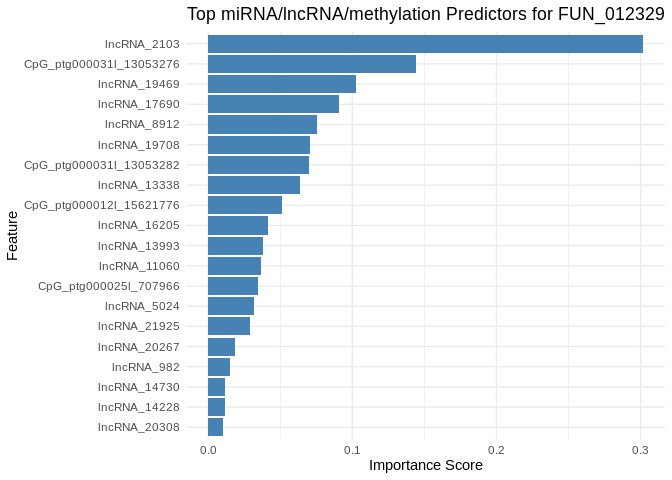 Top miRNA/lncRNA/methylation Predictors for FUN_012329
lncRNA_2103
CpG_ptg000031l_13053276
lncRNA_19469
lncRNA_17690
lncRNA_8912
lncRNA_19708
CpG_ptg000031l_13053282
lncRNA_13338
CpG_ptg000012l_15621776
lncRNA_16205
lncRNA_13993
lncRNA_11060
CpG_ptg000025l_707966
lncRNA_5024
lncRNA_21925
lncRNA_20267
lncRNA_982
lncRNA_14730
lncRNA_14228
lncRNA_20308
Feature
0.0 0.1 0.2 0.3
Importance Score